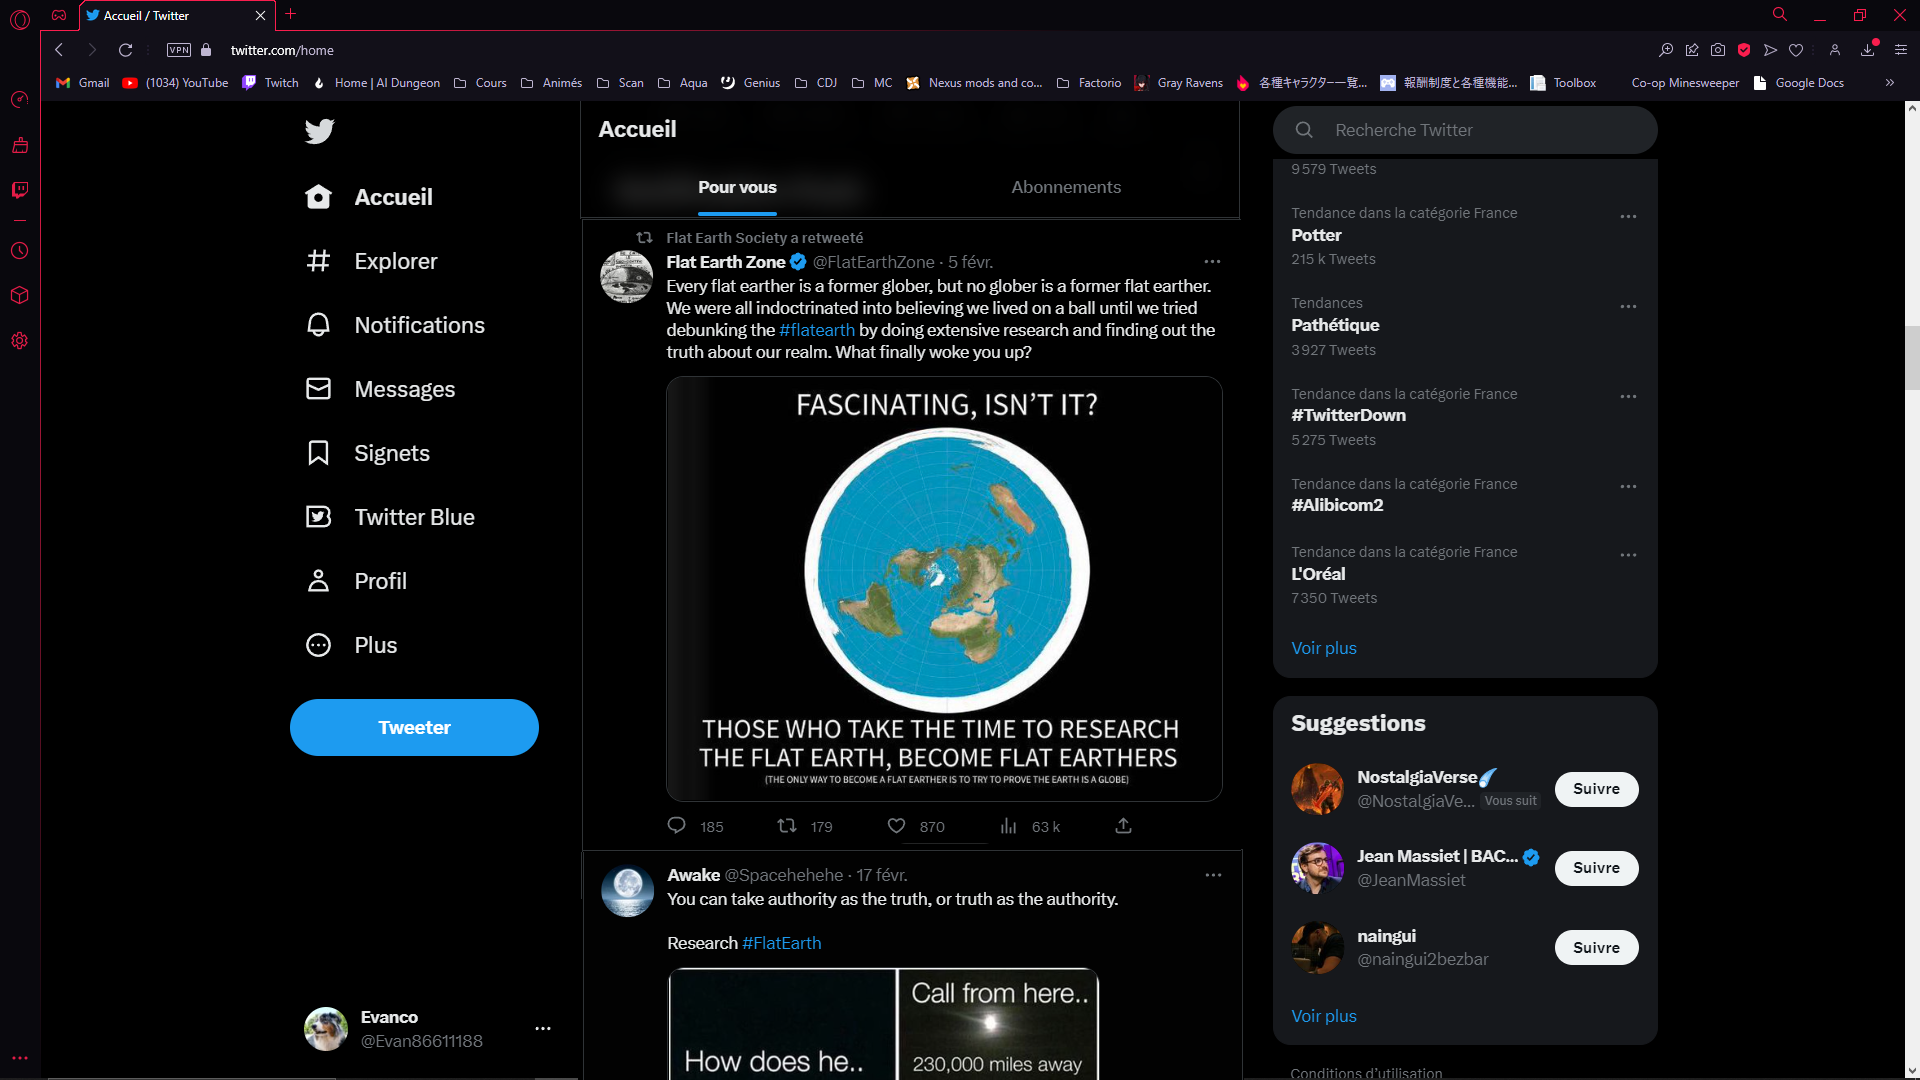 Accueil / Twitter
VPN
twitter.com/home
Gmail
(1034) YouTube
Twitch
Home | AI Dungeon
Cours
Animés
Scan
Aqua
Genius
CDJ
MC
Nexus mods and co...
Factorio
Gray Ravens
各種キャラクター一覧...
報酬制度と各種機能...
Toolbox
Co-op Minesweeper
Google Docs
Accueil
Explorer
Notifications
Messages
Signets
Twitter Blue
Profil
Plus
Tweeter
Evanco
@Evan86611188
Accueil
Pour vous
Abonnements
Flat Earth Society a retweeté
Flat Earth Zone @FlatEarthZone · 5 févr.
Every flat earther is a former glober, but no glober is a former flat earther.
We were all indoctrinated into believing we lived on a ball until we tried
debunking the #flatearth by doing extensive research and finding out the
truth about our realm. What finally woke you up?
FASCINATING, ISN'T IT?
THOSE WHO TAKE THE TIME TO RESEARCH
THE FLAT EARTH, BECOME FLAT EARTHERS
(THE ONLY WAY TO BECOME A FLAT EARTHER IS TO TRY TO PROVE THE EARTH IS A GLOBE)
185
179
870
63 k
Awake @Spacehehehe · 17 févr.
You can take authority as the truth, or truth as the authority.
Research #FlatEarth
How does he..
Call from here..
230,000 miles away
Recherche Twitter
9 579 Tweets
Tendance dans la catégorie France
Potter
215 k Tweets
Tendances
Pathétique
3 927 Tweets
Tendance dans la catégorie France
#TwitterDown
5 275 Tweets
Tendance dans la catégorie France
#Alibicom2
Tendance dans la catégorie France
L'Oréal
7 350 Tweets
Voir plus
Suggestions
NostalgiaVerse
@NostalgiaVe... Vous suit
Suivre
Jean Massiet | BAC...
@JeanMassiet
Suivre
naingui
@naingui2bezbar
Suivre
Voir plus
Conditions d'utilisation